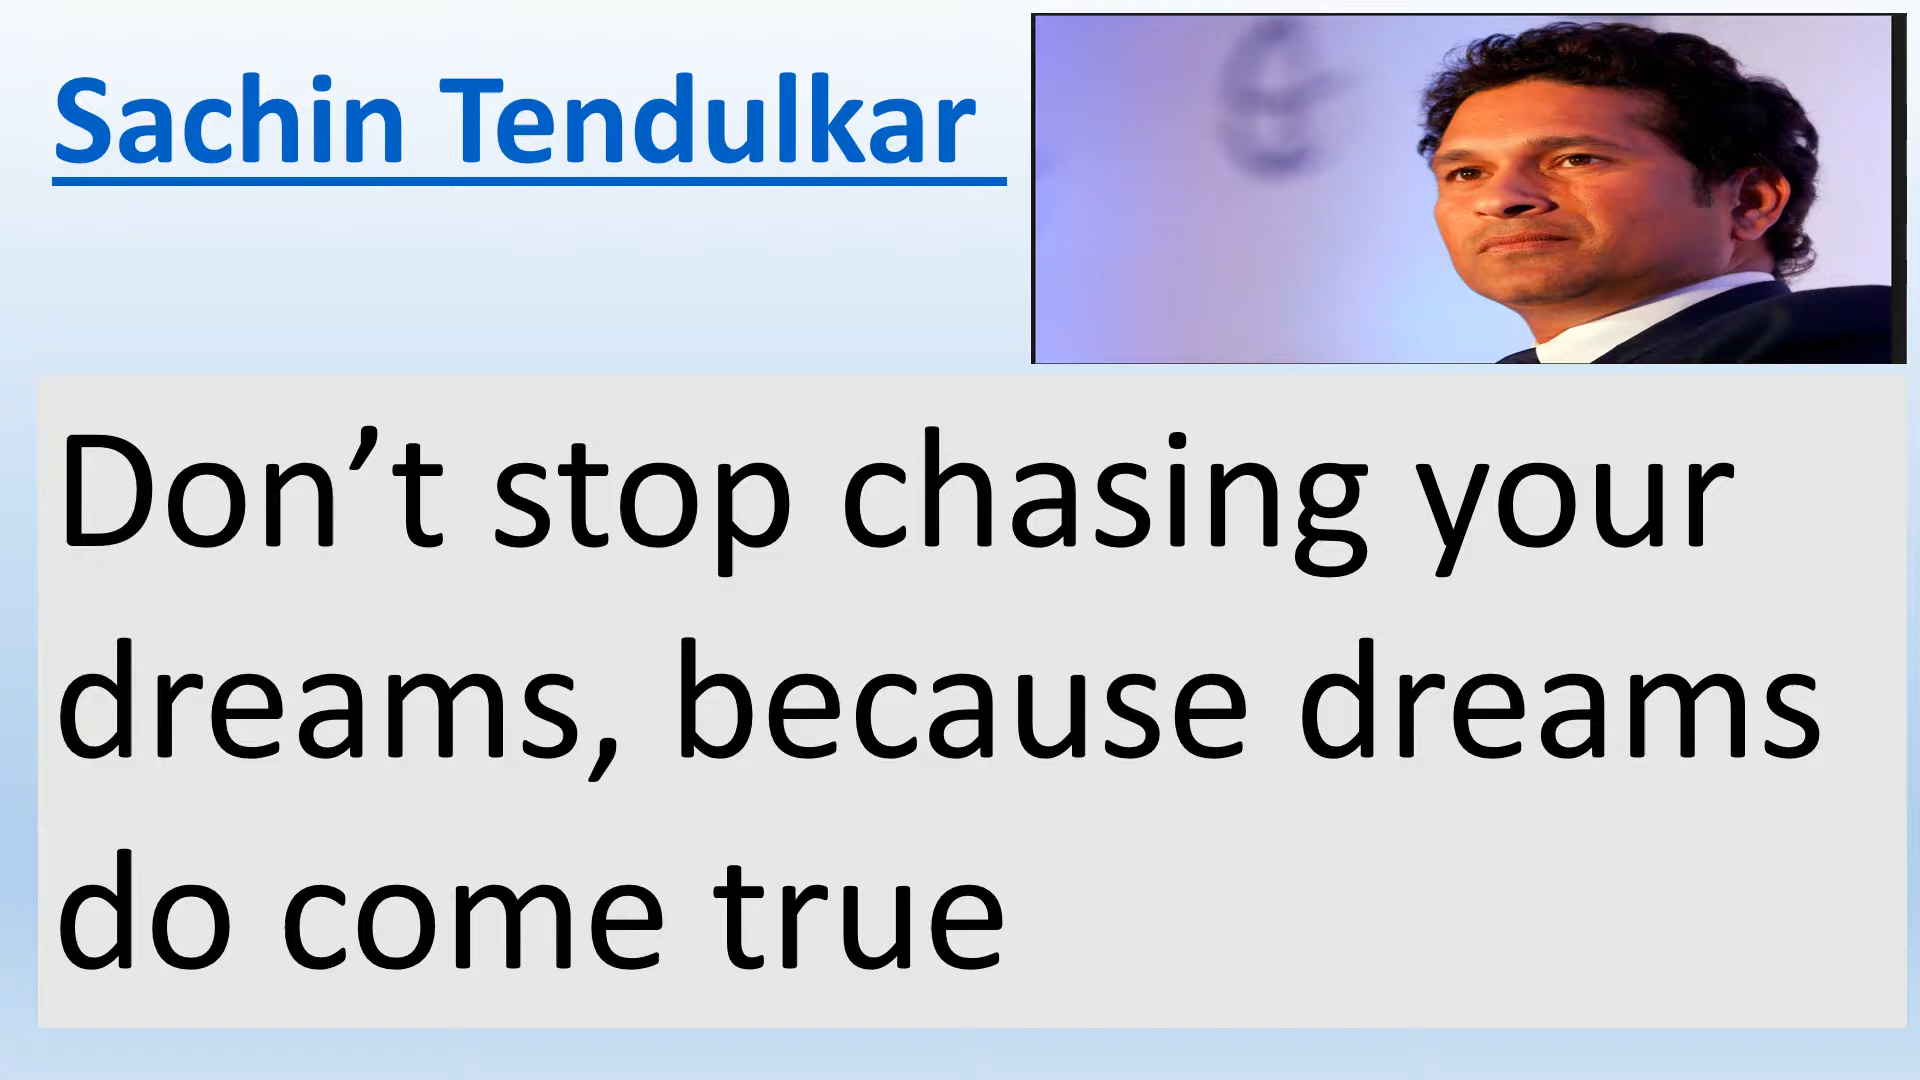 Sachin Tendulkar
Don’t stop chasing your
dreams, because dreams
do come true